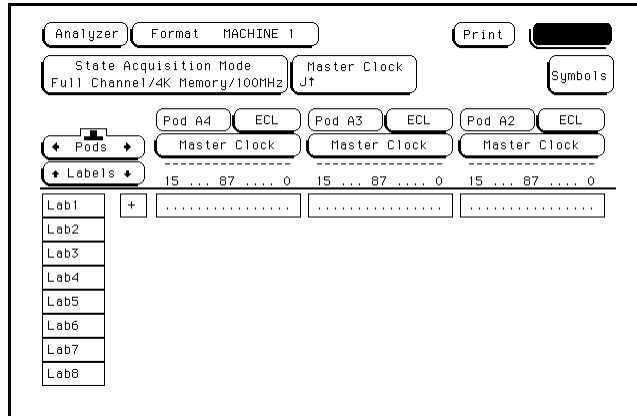 Analyzer Format MACHINE 1 Print
State Acquisition Mode
Full Channel/4K Memory/100MHz
Master Clock
J↑
Symbols
Pod A4 ECL Pod A3 ECL Pod A2 ECL
← Pods → Master Clock Master Clock Master Clock
↑ Labels ↓
15 ... 87 .... 0 15 ... 87 .... 0 15 ... 87 .... 0
Lab1 + ................ ................ ................
Lab2
Lab3
Lab4
Lab5
Lab6
Lab7
Lab8